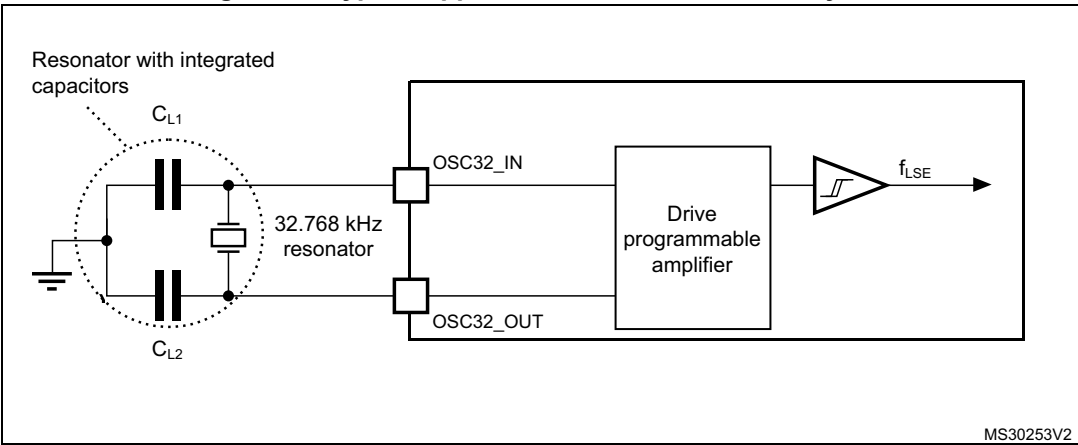 Resonator with integrated
capacitors
CL1
OSC32_IN
fLSE
32.768 kHz
resonator
Drive
programmable
amplifier
OSC32_OUT
CL2
MS30253V2